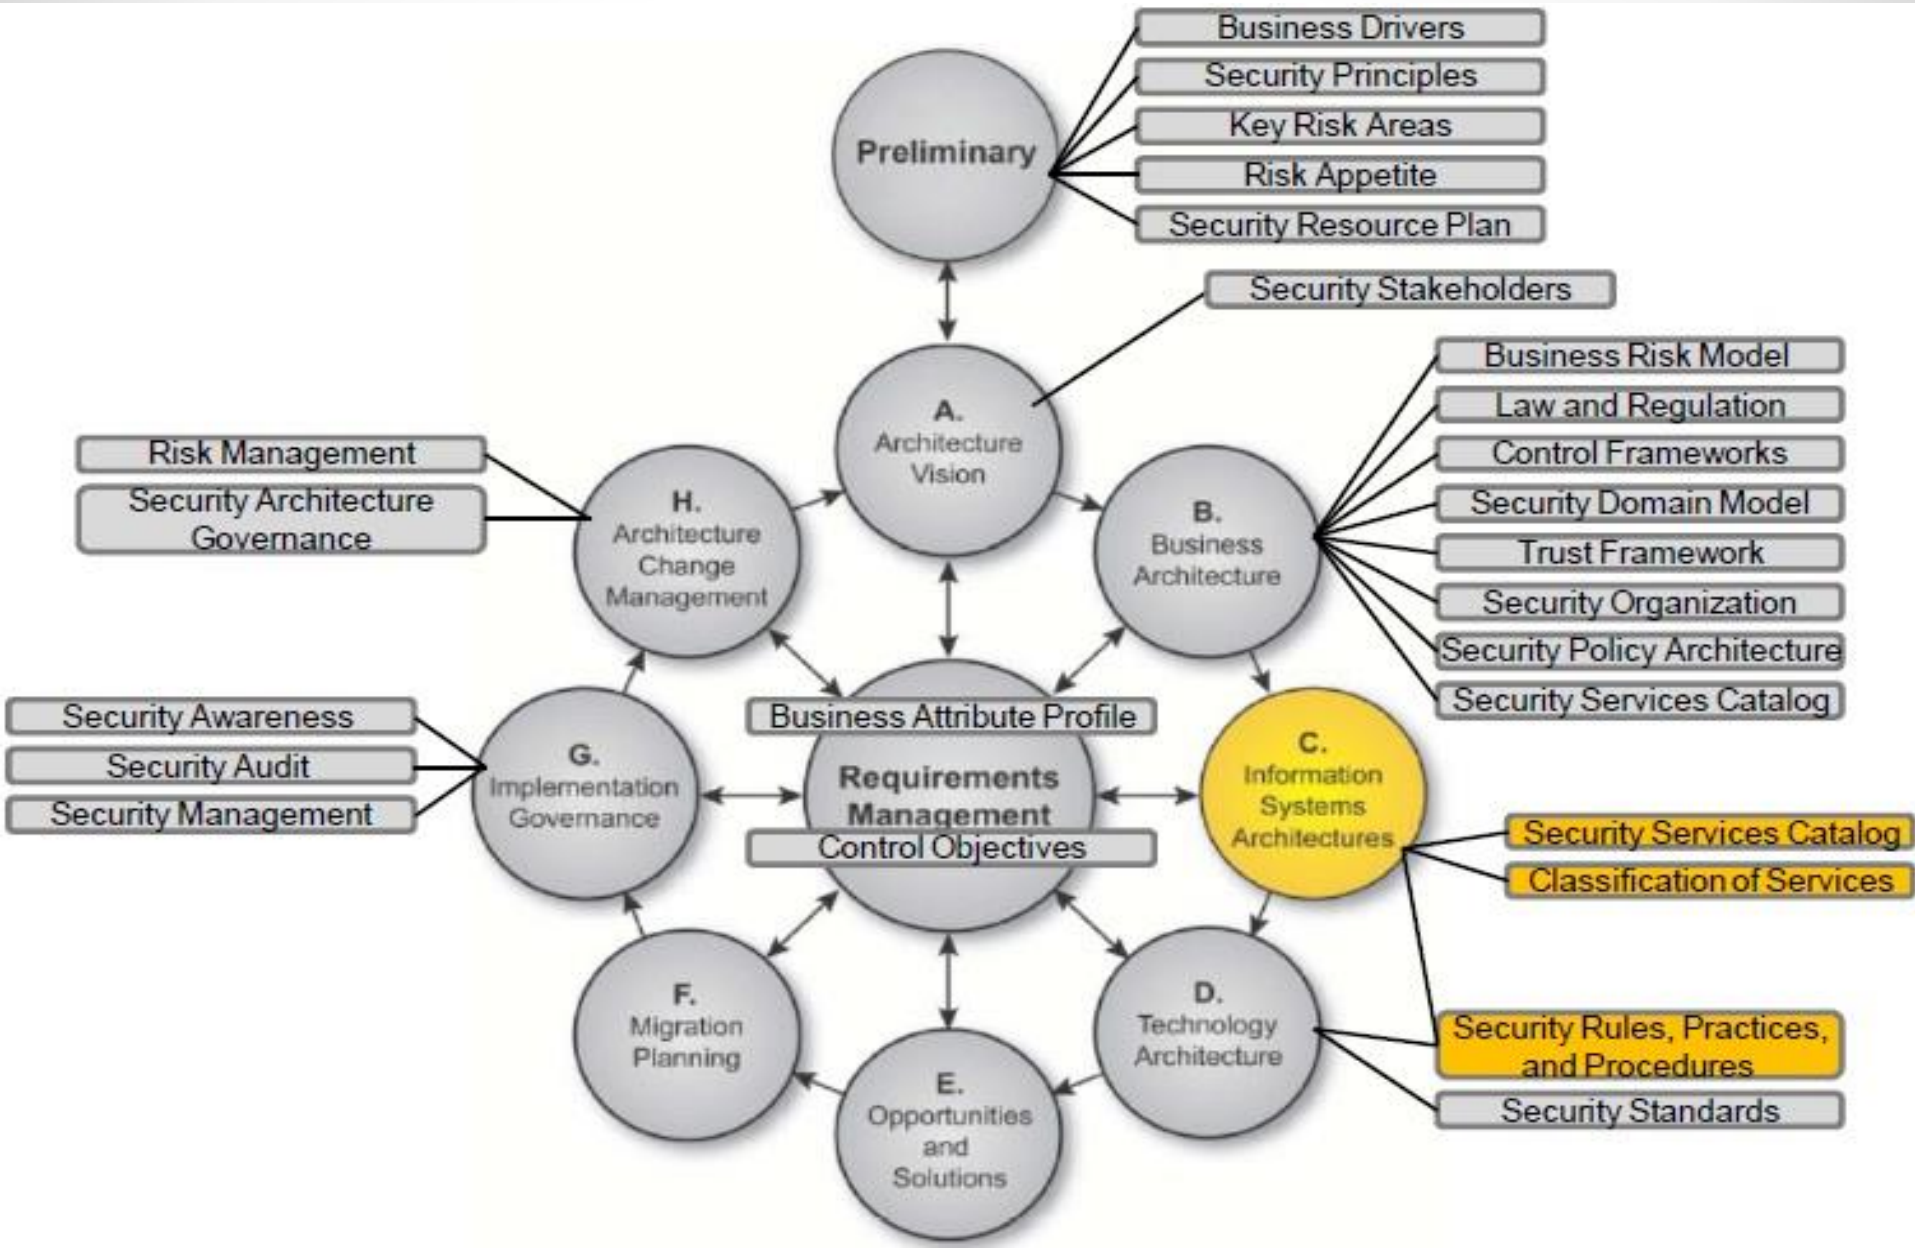 Business Drivers
Security Principles
Key Risk Areas
Risk Appetite
Security Resource Plan
Preliminary
Security Stakeholders
A.
Architecture
Vision
Business Risk Model
Law and Regulation
Control Frameworks
Security Domain Model
Trust Framework
Security Organization
Security Policy Architecture
Security Services Catalog
B.
Business
Architecture
Risk Management
Security Architecture
Governance
H.
Architecture
Change
Management
Security Awareness
Security Audit
Security Management
G.
Implementation
Governance
Business Attribute Profile
Requirements
Management
Control Objectives
C.
Information
Systems
Architectures
Security Services Catalog
Classification of Services
F.
Migration
Planning
D.
Technology
Architecture
Security Rules, Practices,
and Procedures
Security Standards
E.
Opportunities
and
Solutions